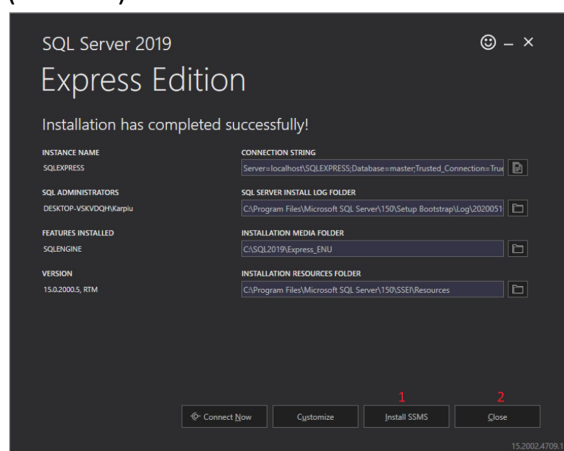 SQL Server 2019
Express Edition
Installation has completed successfully!
INSTANCE NAME
SQLEXPRESS
CONNECTION STRING
Server=localhost\SQLEXPRESS;Database=master;Trusted_Connection=True
SQL ADMINISTRATORS
DESKTOP-VSKVDQH\Karpiu
SQL SERVER INSTALL LOG FOLDER
C:\Program Files\Microsoft SQL Server\150\Setup Bootstrap\Log\2020051
FEATURES INSTALLED
SQLENGINE
INSTALLATION MEDIA FOLDER
C:\SQL2019\Express_ENU
VERSION
15.0.2000.5, RTM
INSTALLATION RESOURCES FOLDER
C:\Program Files\Microsoft SQL Server\150\SSEI\Resources
1 2
Connect Now Customize Install SSMS Close
15.2002.4709.1